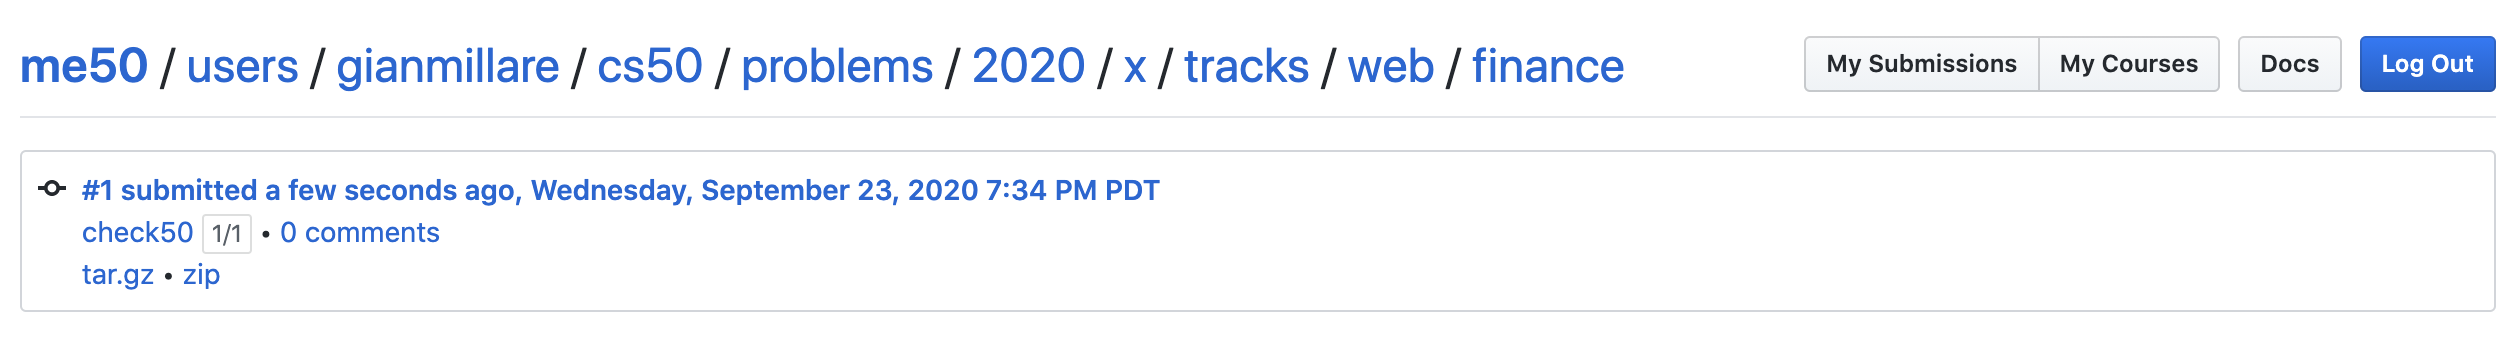 me50 / users / gianmillare / cs50 / problems / 2020 / x / tracks / web / finance
My Submissions My Courses Docs Log Out
#1 submitted a few seconds ago, Wednesday, September 23, 2020 7:34 PM PDT
check50 1/1 • 0 comments
tar.gz • zip